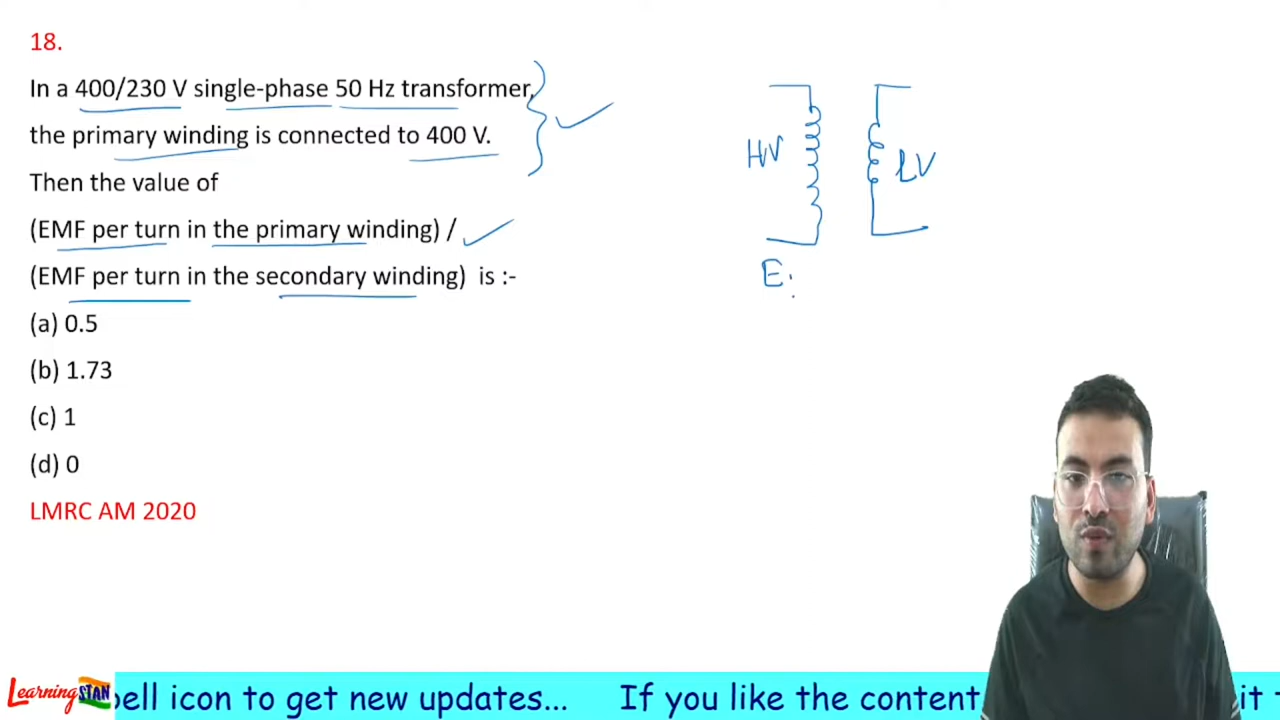 18.
In a 400/230 V single-phase 50 Hz transformer,
the primary winding is connected to 400 V.
Then the value of
(EMF per turn in the primary winding) /
(EMF per turn in the secondary winding) is :-
(a) 0.5
(b) 1.73
(c) 1
(d) 0
LMRC AM 2020
HV
LV
E
Learning STAN
bell icon to get new updates... If you like the content
it